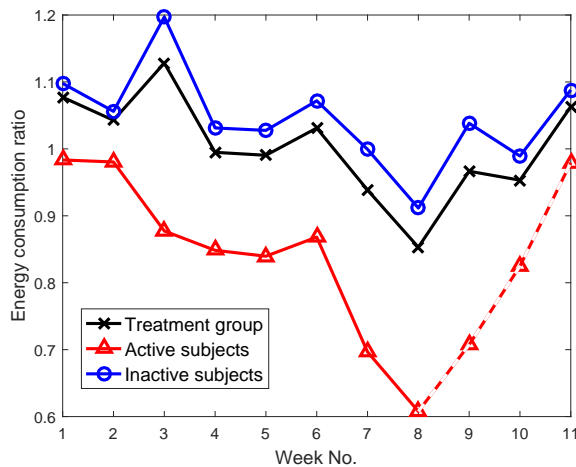 Energy consumption ratio
1.2
1.1
1
0.9
0.8
0.7
0.6
Treatment group
Active subjects
Inactive subjects
1 2 3 4 5 6 7 8 9 10 11
Week No.